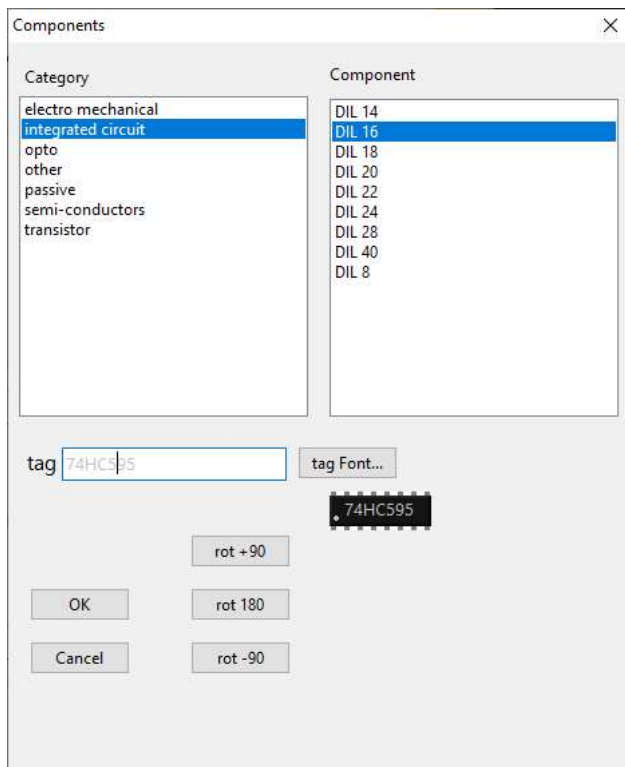 Components
Category
electro mechanical
integrated circuit
opto
other
passive
semi-conductors
transistor
Component
DIL 14
DIL 16
DIL 18
DIL 20
DIL 22
DIL 24
DIL 28
DIL 40
DIL 8
tag 74HC595 tag Font...
74HC595
rot +90
OK rot 180
Cancel rot -90